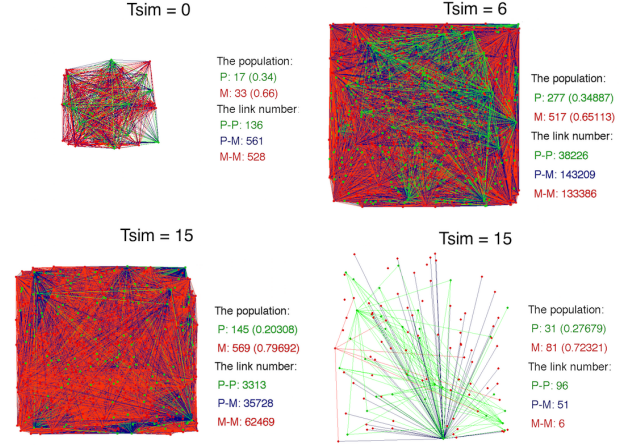 Tsim = 0
The population:
P: 17 (0.34)
M: 33 (0.66)
The link number:
P-P: 136
P-M: 561
M-M: 528
Tsim = 6
The population:
P: 277 (0.34887)
M: 517 (0.65113)
The link number:
P-P: 38226
P-M: 143209
M-M: 133386
Tsim = 15
The population:
P: 145 (0.20308)
M: 569 (0.79692)
The link number:
P-P: 3313
P-M: 35728
M-M: 62469
Tsim = 15
The population:
P: 31 (0.27679)
M: 81 (0.72321)
The link number:
P-P: 96
P-M: 51
M-M: 6